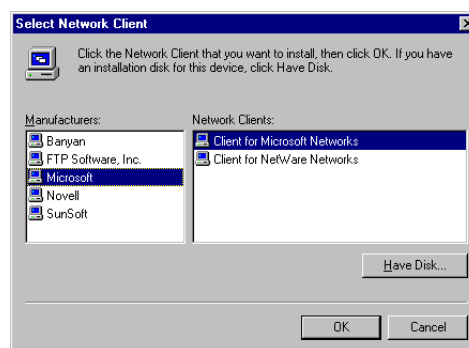 Select Network Client
Click the Network Client that you want to install, then click OK. If you have
an installation disk for this device, click Have Disk.
Manufacturers:
Network Clients:
Banyan
FTP Software, Inc.
Microsoft
Novell
SunSoft
Client for Microsoft Networks
Client for NetWare Networks
Have Disk...
OK
Cancel